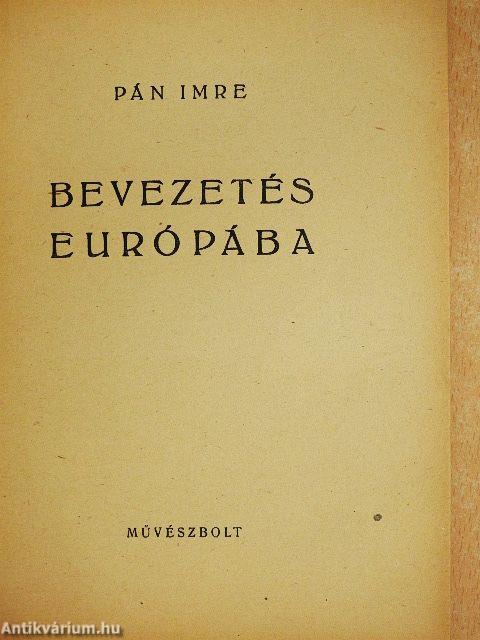 PÁN IMRE
BEVEZETÉS
EURÓPÁBA
MŰVÉSZBOLT
Antikvárium.hu